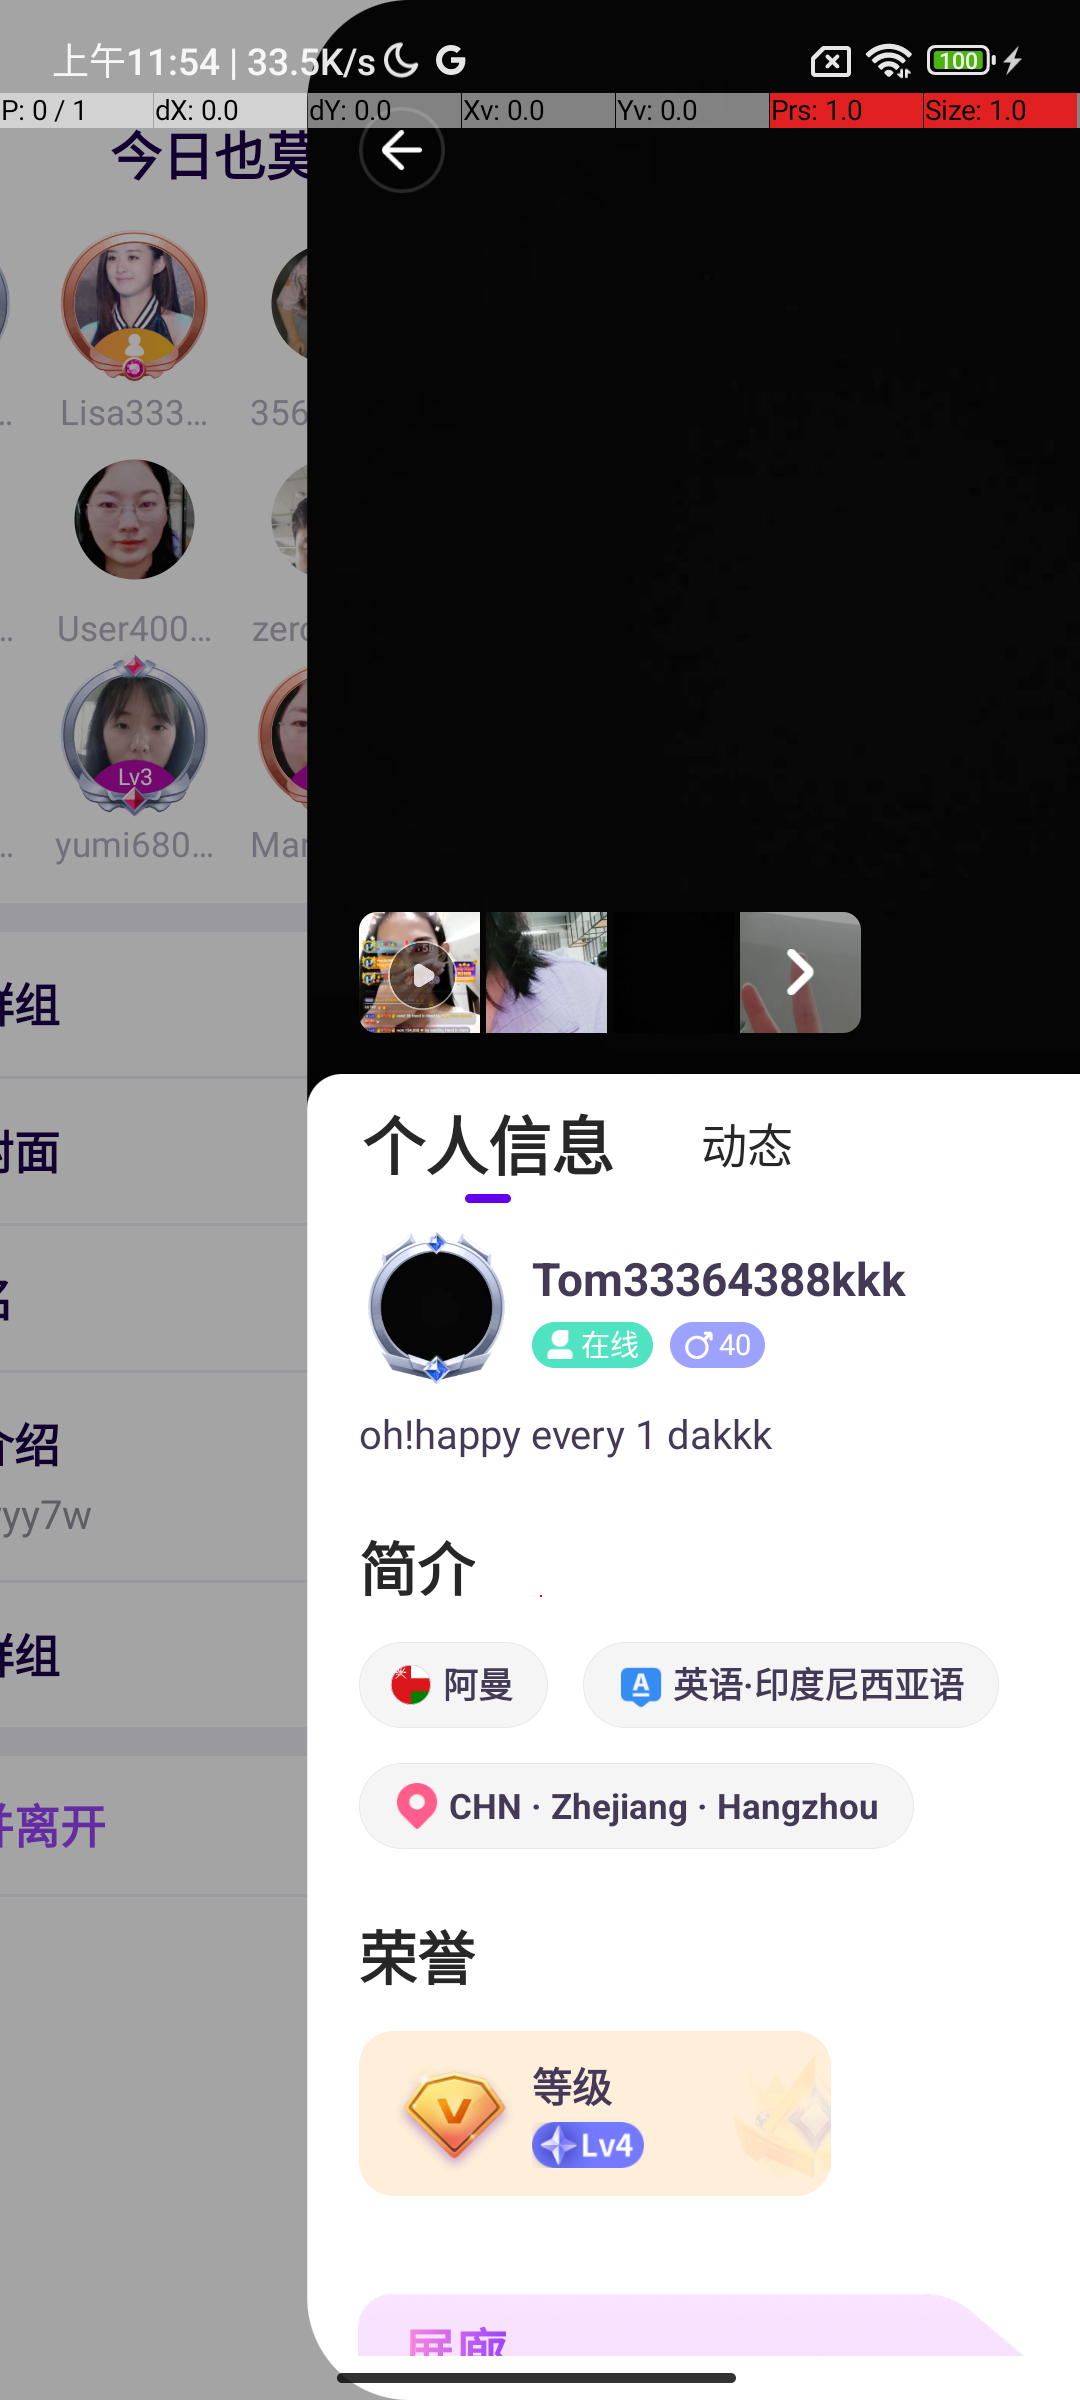 上午11:54 | 33.5K/s
100
P: 0 / 1
dX: 0.0
dY: 0.0
Xv: 0.0
Yv: 0.0
Prs: 1.0
Size: 1.0
今日也莫
Lisa333...
356
User400...
zero
Lv3
yumi680...
Mar
群组
封面
名
介绍
yy7w
群组
并离开
个人信息
动态
Tom33364388kkk
在线
40
oh!happy every 1 dakkk
简介
阿曼
英语·印度尼西亚语
CHN · Zhejiang · Hangzhou
荣誉
等级
Lv4
展廊